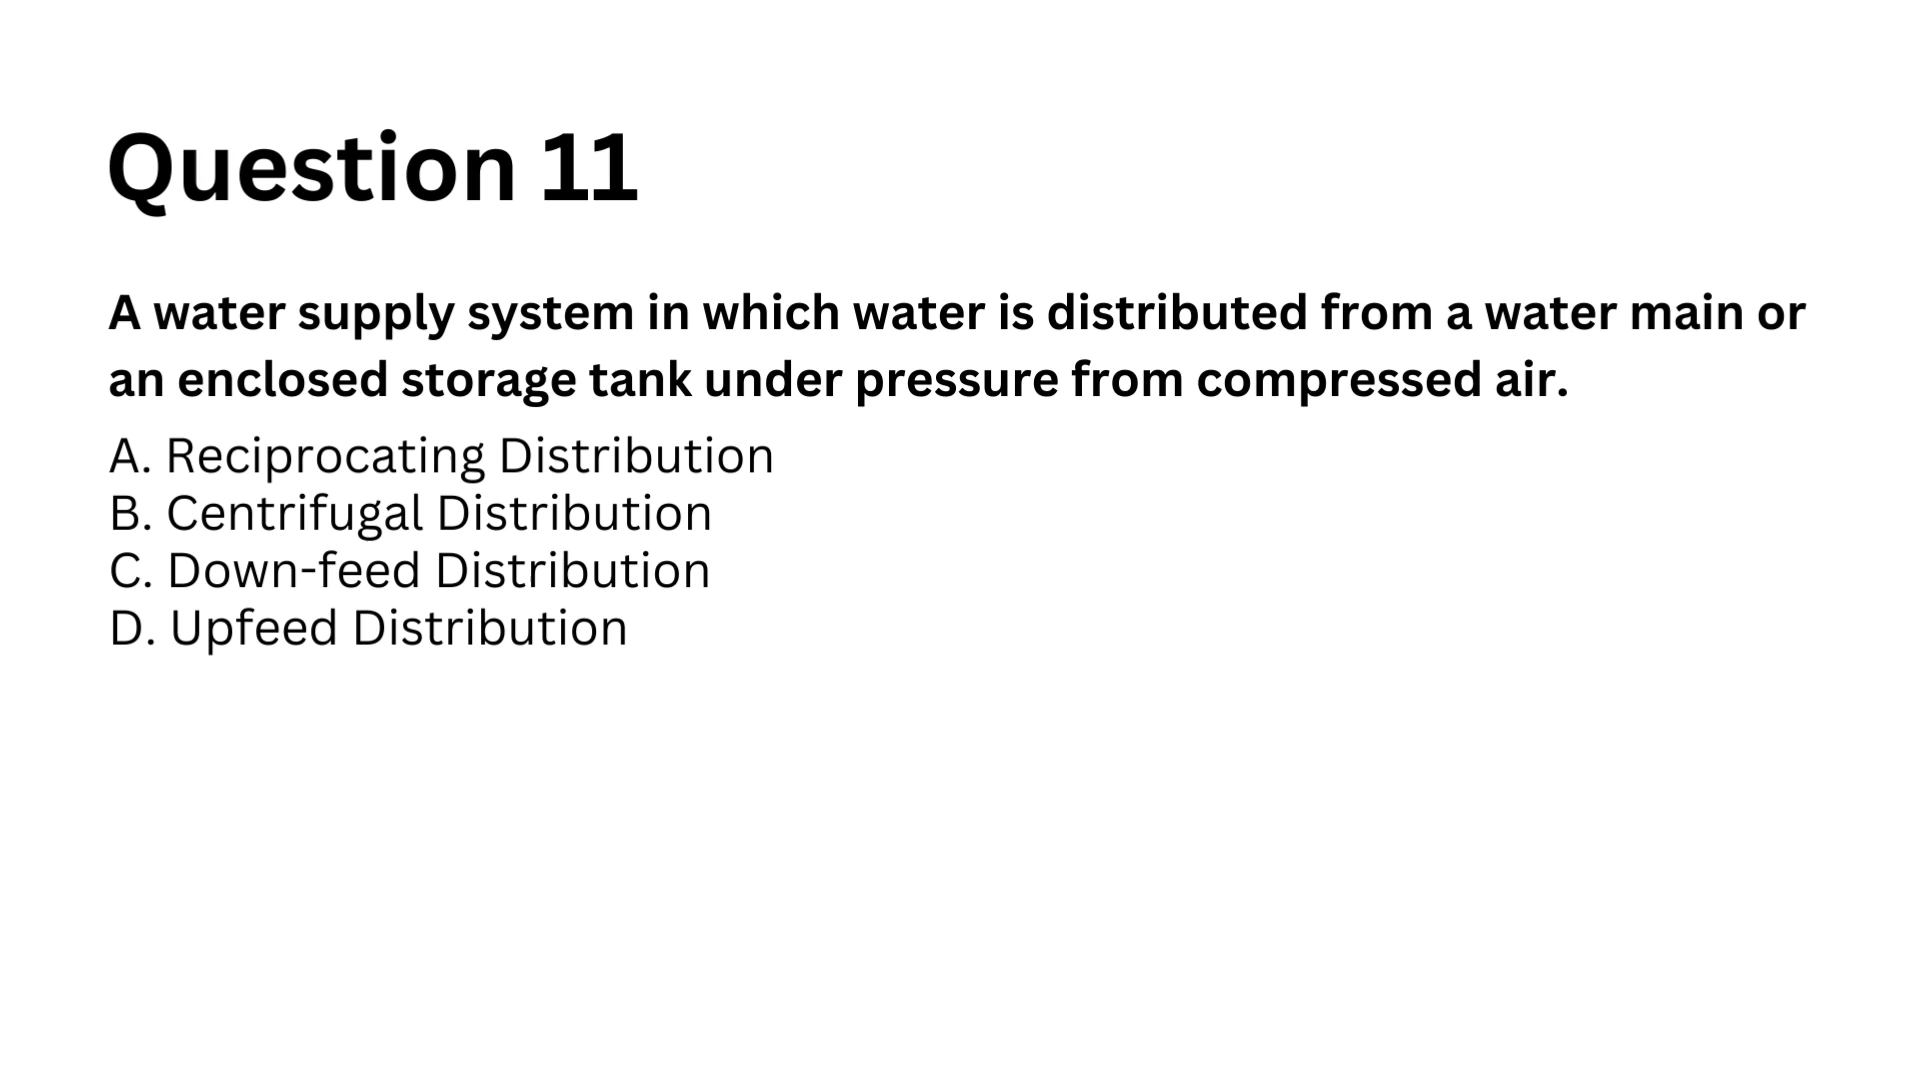 Question 11
A water supply system in which water is distributed from a water main or
an enclosed storage tank under pressure from compressed air.
A. Reciprocating Distribution
B. Centrifugal Distribution
C. Down-feed Distribution
D. Upfeed Distribution